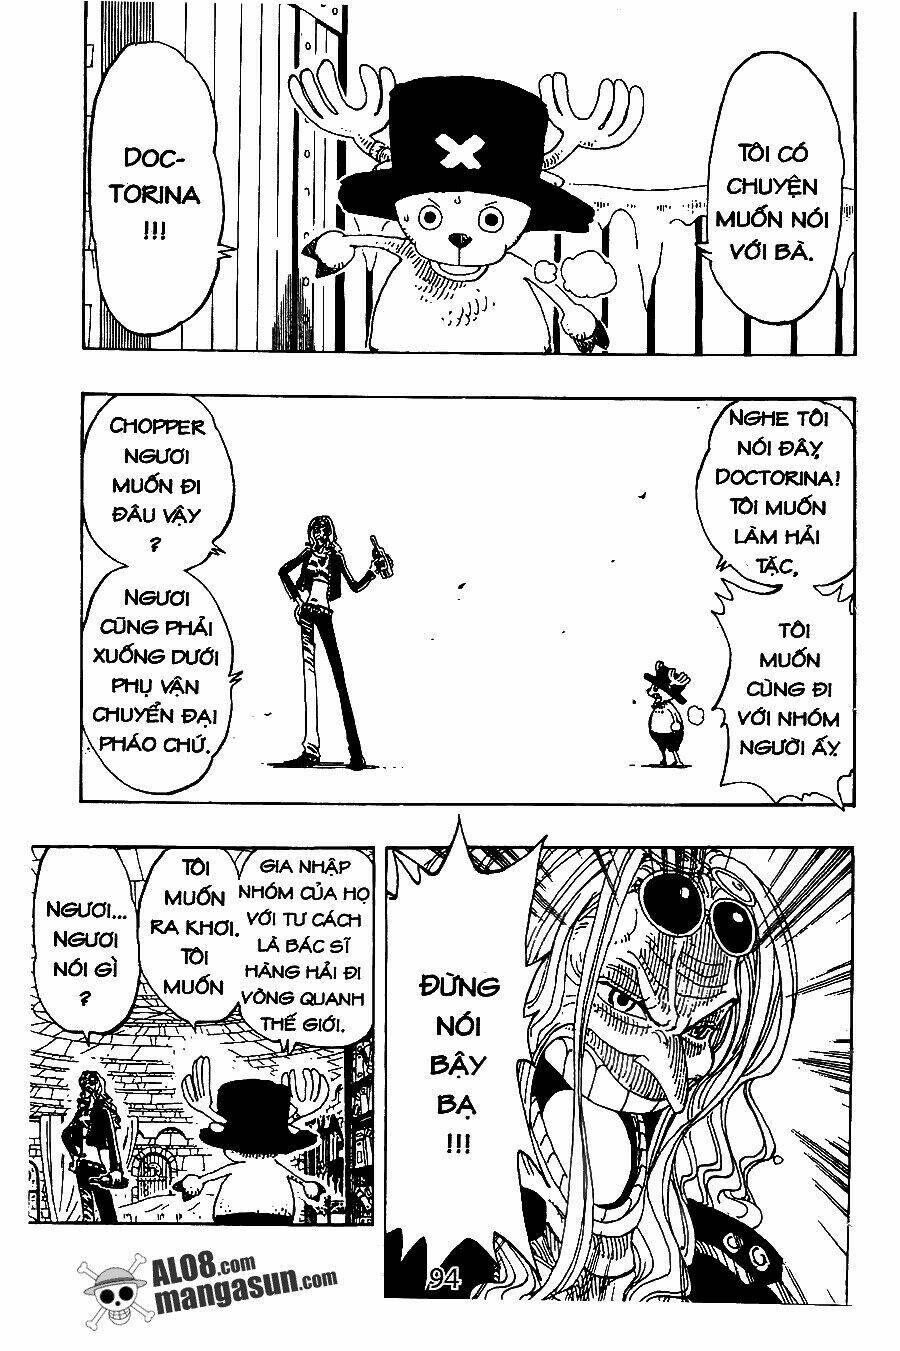 TÔI CÓ
CHUYỆN
MUỐN NÓI
VỚI BÀ.
DOC-
TORINA
!!!
NGHE TÔI
NÓI ĐÂY,
DOCTORINA!
TÔI MUỐN
LÀM HẢI
TẶC,
TÔI
MUỐN
CÙNG ĐI
VỚI NHÓM
NGƯỜI ẤY.
CHOPPER
NGƯƠI
MUỐN ĐI
ĐÂU VẬY
?
NGƯƠI
CŨNG PHẢI
XUỐNG DƯỚI
PHỤ VẬN
CHUYỂN ĐẠI
PHÁO CHỨ.
GIA NHẬP
NHÓM CỦA HỌ
VỚI TƯ CÁCH
LÀ BÁC SĨ
HÀNG HẢI ĐI
VÒNG QUANH
THẾ GIỚI.
TÔI
MUỐN
RA KHƠI.
TÔI
MUỐN
NGƯƠI...
NGƯƠI
NÓI GÌ
?
ĐỪNG
NÓI
BẬY
BẠ
!!!
94
ALO8.com
mangasun.com